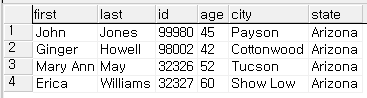 first last id age city state
1 John Jones 99980 45 Payson Arizona
2 Ginger Howell 98002 42 Cottonwood Arizona
3 Mary Ann May 32326 52 Tucson Arizona
4 Erica Williams 32327 60 Show Low Arizona